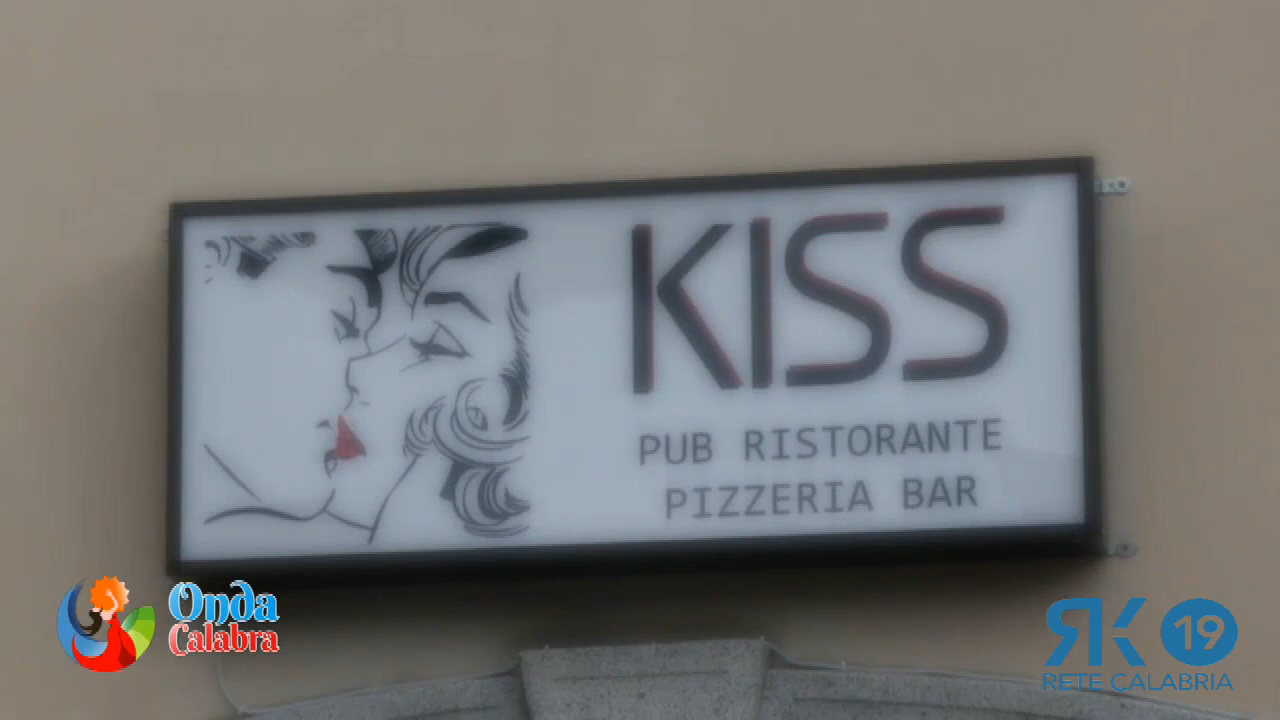 KISS
PUB RISTORANTE
PIZZERIA BAR
Onda
Calabra
RK 19
RETE CALABRIA